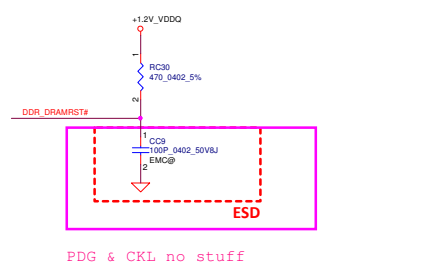 +1.2V_VDDQ
1
RC30
470_0402_5%
2
DDR_DRAMRST#
1
CC9
100P_0402_50V8J
EMC@
2
ESD
PDG & CKL no stuff